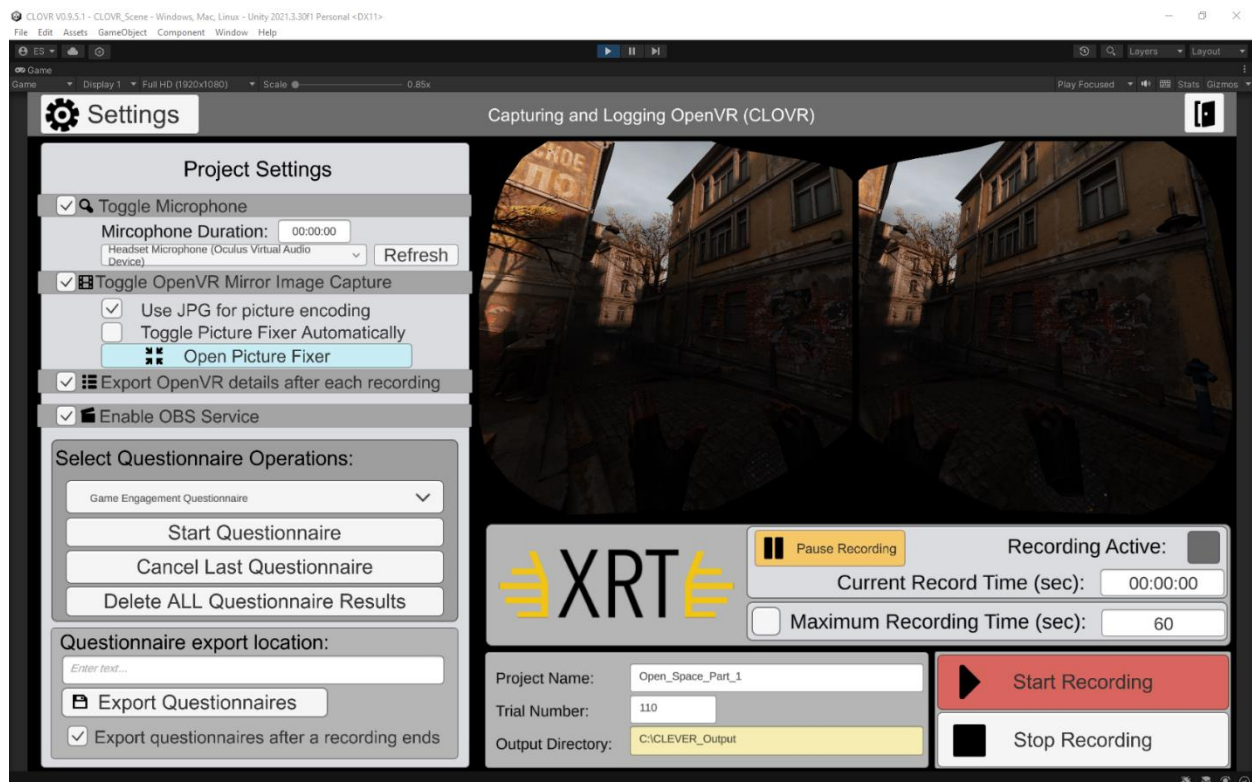 CLOVR V0.9.5.1 - CLOVR_Scene - Windows, Mac, Linux - Unity 2021.3.30f1 Personal <DX11>
File Edit Assets GameObject Component Window Help
ES
Layers Layout
Game
Game Display 1 Full HD (1920x1080) Scale 0.85x Play Focused Stats Gizmos
Settings
Capturing and Logging OpenVR (CLOVR)
Project Settings
Toggle Microphone
Mircophone Duration: 00:00:00
Headset Microphone (Oculus Virtual Audio
Device)
Refresh
Toggle OpenVR Mirror Image Capture
Use JPG for picture encoding
Toggle Picture Fixer Automatically
Open Picture Fixer
Export OpenVR details after each recording
Enable OBS Service
Select Questionnaire Operations:
Game Engagement Questionnaire
Start Questionnaire
Cancel Last Questionnaire
Delete ALL Questionnaire Results
Questionnaire export location:
Enter text...
Export Questionnaires
Export questionnaires after a recording ends
XRT
Pause Recording
Recording Active:
Current Record Time (sec): 00:00:00
Maximum Recording Time (sec): 60
Project Name: Open_Space_Part_1
Trial Number: 110
Output Directory: C:\CLEVER_Output
Start Recording
Stop Recording